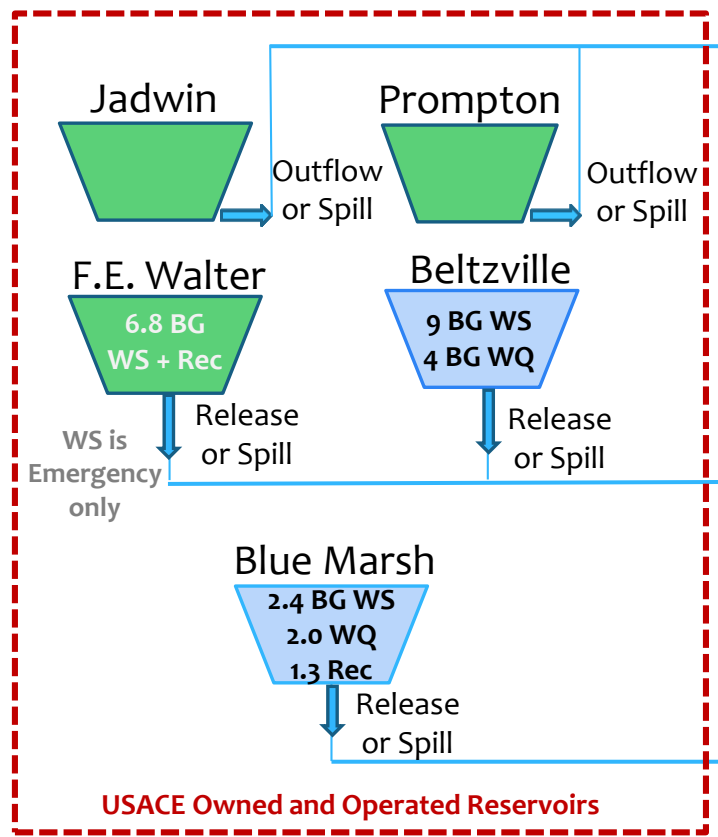 Jadwin
Prompton
Outflow
or Spill
Outflow
or Spill
F.E. Walter
Beltzville
6.8 BG
WS + Rec
9 BG WS
4 BG WQ
Release
or Spill
Release
or Spill
WS is
Emergency
only
Blue Marsh
2.4 BG WS
2.0 WQ
1.3 Rec
Release
or Spill
USACE Owned and Operated Reservoirs